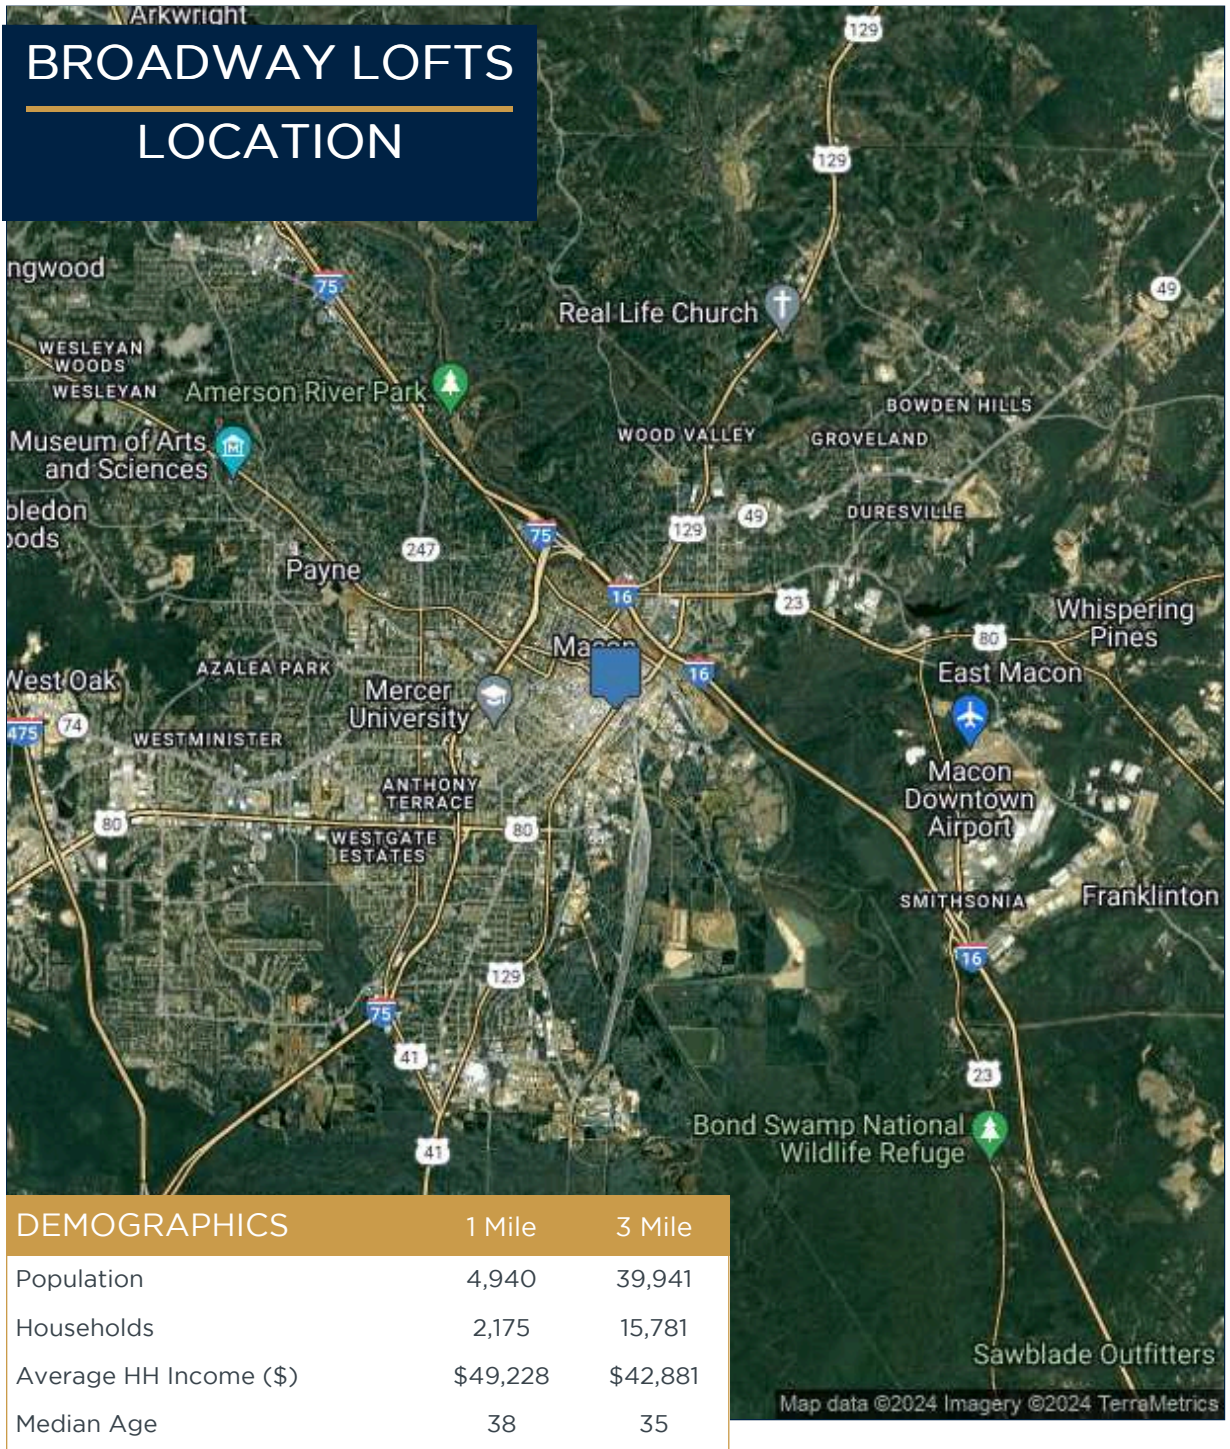 Arkwright
BROADWAY LOFTS
LOCATION
129
129
ngwood
75
49
Real Life Church
WESLEYAN
WOODS
WESLEYAN
Amerson River Park
BOWDEN HILLS
WOOD VALLEY
GROVELAND
Museum of Arts
and Sciences
bledon
oods
49
DURESVILLE
129
75
247
Payne
16
23
Whispering
Pines
80
Macon
AZALEA PARK
West Oak
16
East Macon
Mercer
University
475
74
WESTMINISTER
Macon
Downtown
Airport
ANTHONY
TERRACE
80
80
WESTGATE
ESTATES
SMITHSONIA
Franklinton
16
129
75
41
23
Bond Swamp National
Wildlife Refuge
41
DEMOGRAPHICS 1 Mile 3 Mile
Population 4,940 39,941
Households 2,175 15,781
Average HH Income ($) $49,228 $42,881
Median Age 38 35
Sawblade Outfitters
Map data ©2024 Imagery ©2024 TerraMetrics